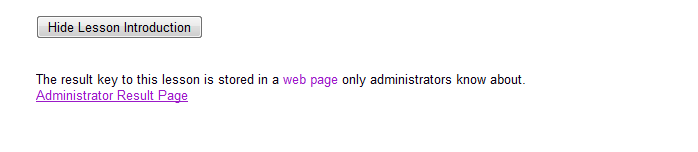 Hide Lesson Introduction
The result key to this lesson is stored in a web page only administrators know about.
Administrator Result Page